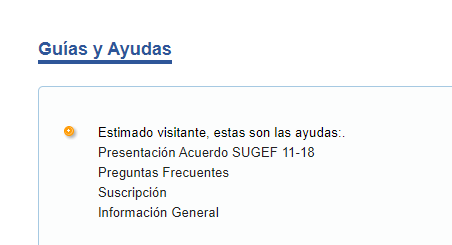 Guías y Ayudas
Estimado visitante, estas son las ayudas:.
Presentación Acuerdo SUGEF 11-18
Preguntas Frecuentes
Suscripción
Información General